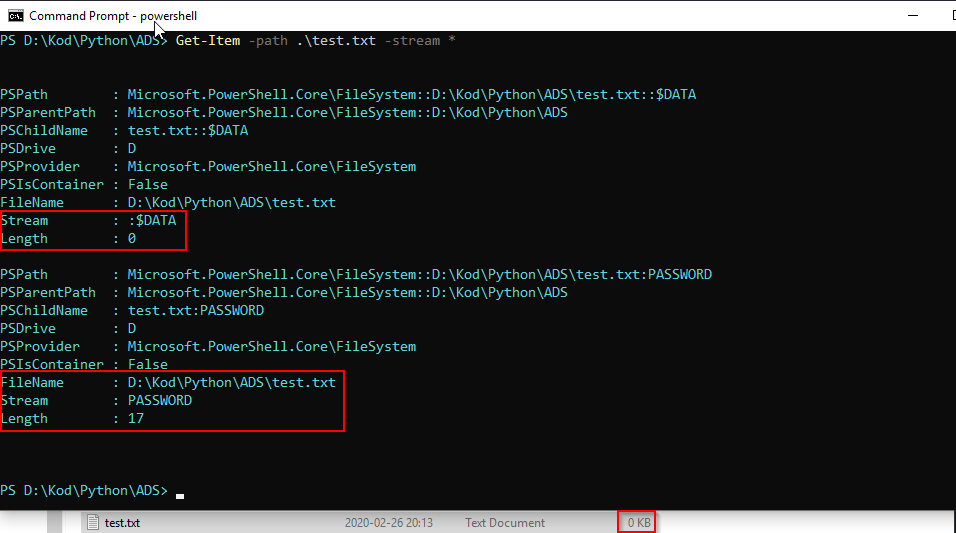 Command Prompt - powershell
PS D:\Kod\Python\ADS> Get-Item -path .\test.txt -stream *
PSPath        : Microsoft.PowerShell.Core\FileSystem::D:\Kod\Python\ADS\test.txt::$DATA
PSParentPath  : Microsoft.PowerShell.Core\FileSystem::D:\Kod\Python\ADS
PSChildName   : test.txt::$DATA
PSDrive       : D
PSProvider    : Microsoft.PowerShell.Core\FileSystem
PSIsContainer : False
FileName      : D:\Kod\Python\ADS\test.txt
Stream        : :$DATA
Length        : 0
PSPath        : Microsoft.PowerShell.Core\FileSystem::D:\Kod\Python\ADS\test.txt:PASSWORD
PSParentPath  : Microsoft.PowerShell.Core\FileSystem::D:\Kod\Python\ADS
PSChildName   : test.txt:PASSWORD
PSDrive       : D
PSProvider    : Microsoft.PowerShell.Core\FileSystem
PSIsContainer : False
FileName      : D:\Kod\Python\ADS\test.txt
Stream        : PASSWORD
Length        : 17
PS D:\Kod\Python\ADS>
test.txt 2020-02-26 20:13 Text Document 0 KB